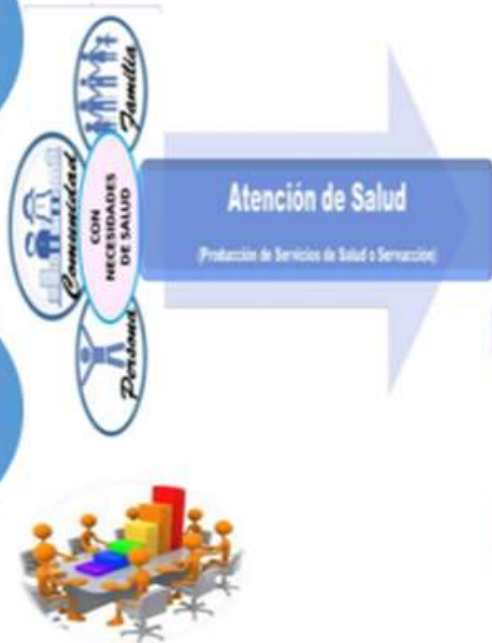 Familia
Comunidad
CON
NECESIDADES
DE SALUD
Persona
Atención de Salud
(Producción de Servicios de Salud o Servucción)